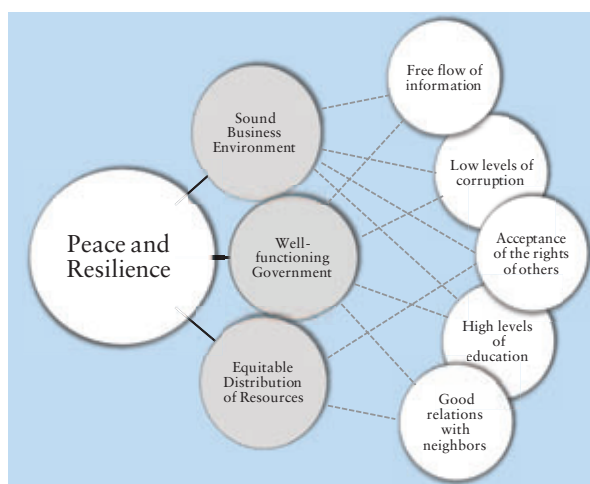 Peace and
Resilience
Sound
Business
Environment
Well-
functioning
Government
Equitable
Distribution
of Resources
Free flow of
information
Low levels of
corruption
Acceptance
of the rights
of others
High levels
of
education
Good
relations
with
neighbors